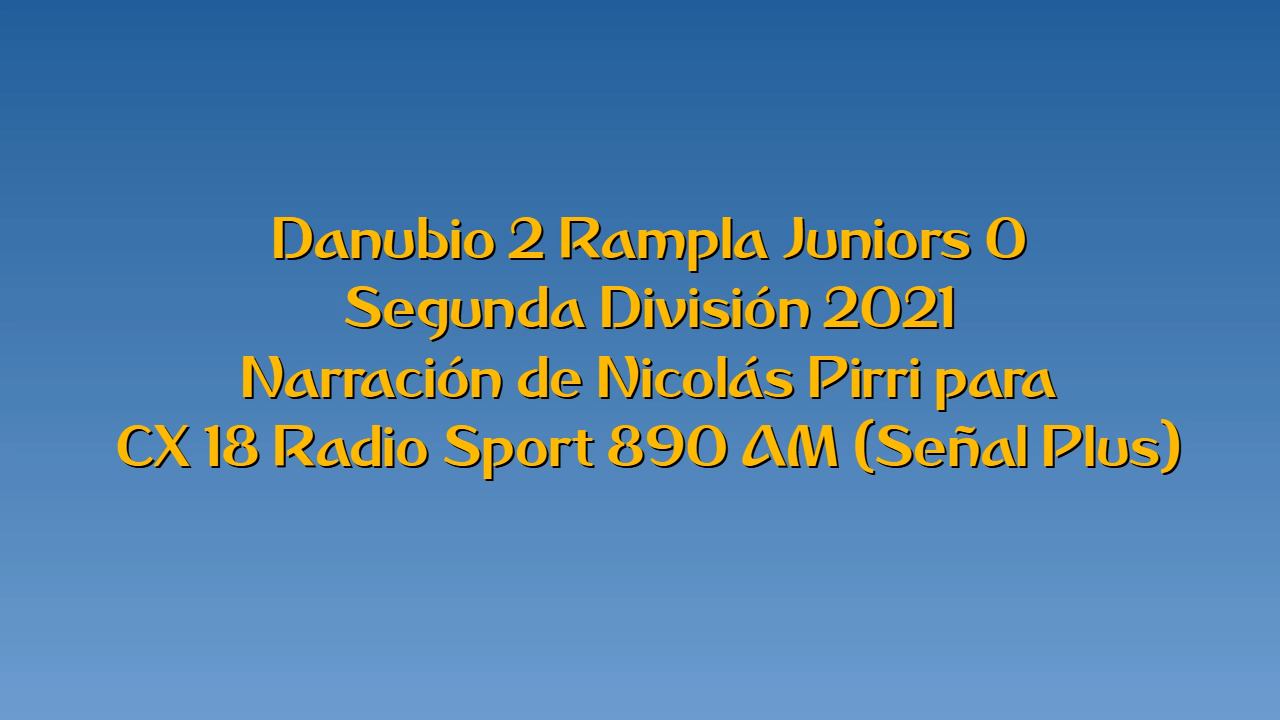 Danubio 2 Rampla Juniors 0
Segunda División 2021
Narración de Nicolás Pirri para
CX 18 Radio Sport 890 AM (Señal Plus)